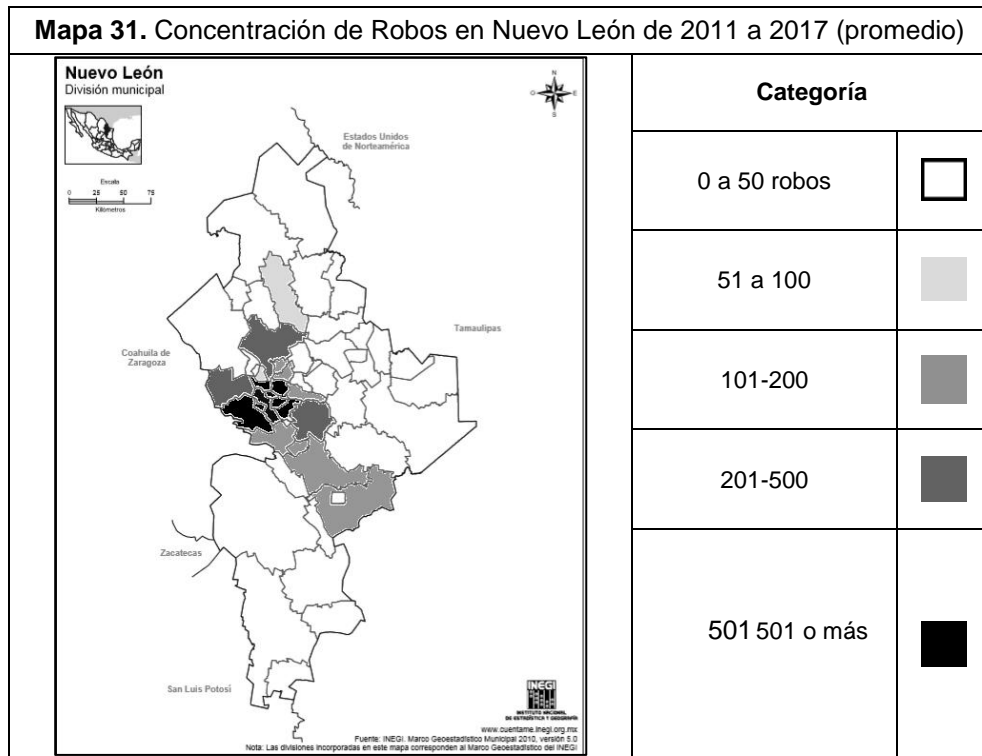 Mapa 31. Concentración de Robos en Nuevo León de 2011 a 2017 (promedio)
Nuevo León
División municipal
N
O E
S
Estados Unidos
de Norteamérica
Escala
0 25 50 75
Kilómetros
Tamaulipas
Coahuila de
Zaragoza
Zacatecas
San Luis Potosí
INEGI
INSTITUTO NACIONAL
DE ESTADÍSTICA Y GEOGRAFÍA
www.cuentame.inegi.org.mx
Fuente: INEGI. Marco Geoestadístico Municipal 2010, versión 5.0
Nota: Las divisiones incorporadas en este mapa corresponden al Marco Geoestadístico del INEGI
Categoría
0 a 50 robos
51 a 100
101-200
201-500
501 501 o más